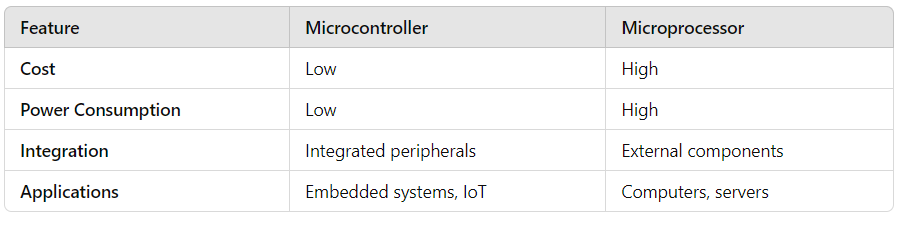 Feature Microcontroller Microprocessor
Cost Low High
Power Consumption Low High
Integration Integrated peripherals External components
Applications Embedded systems, IoT Computers, servers